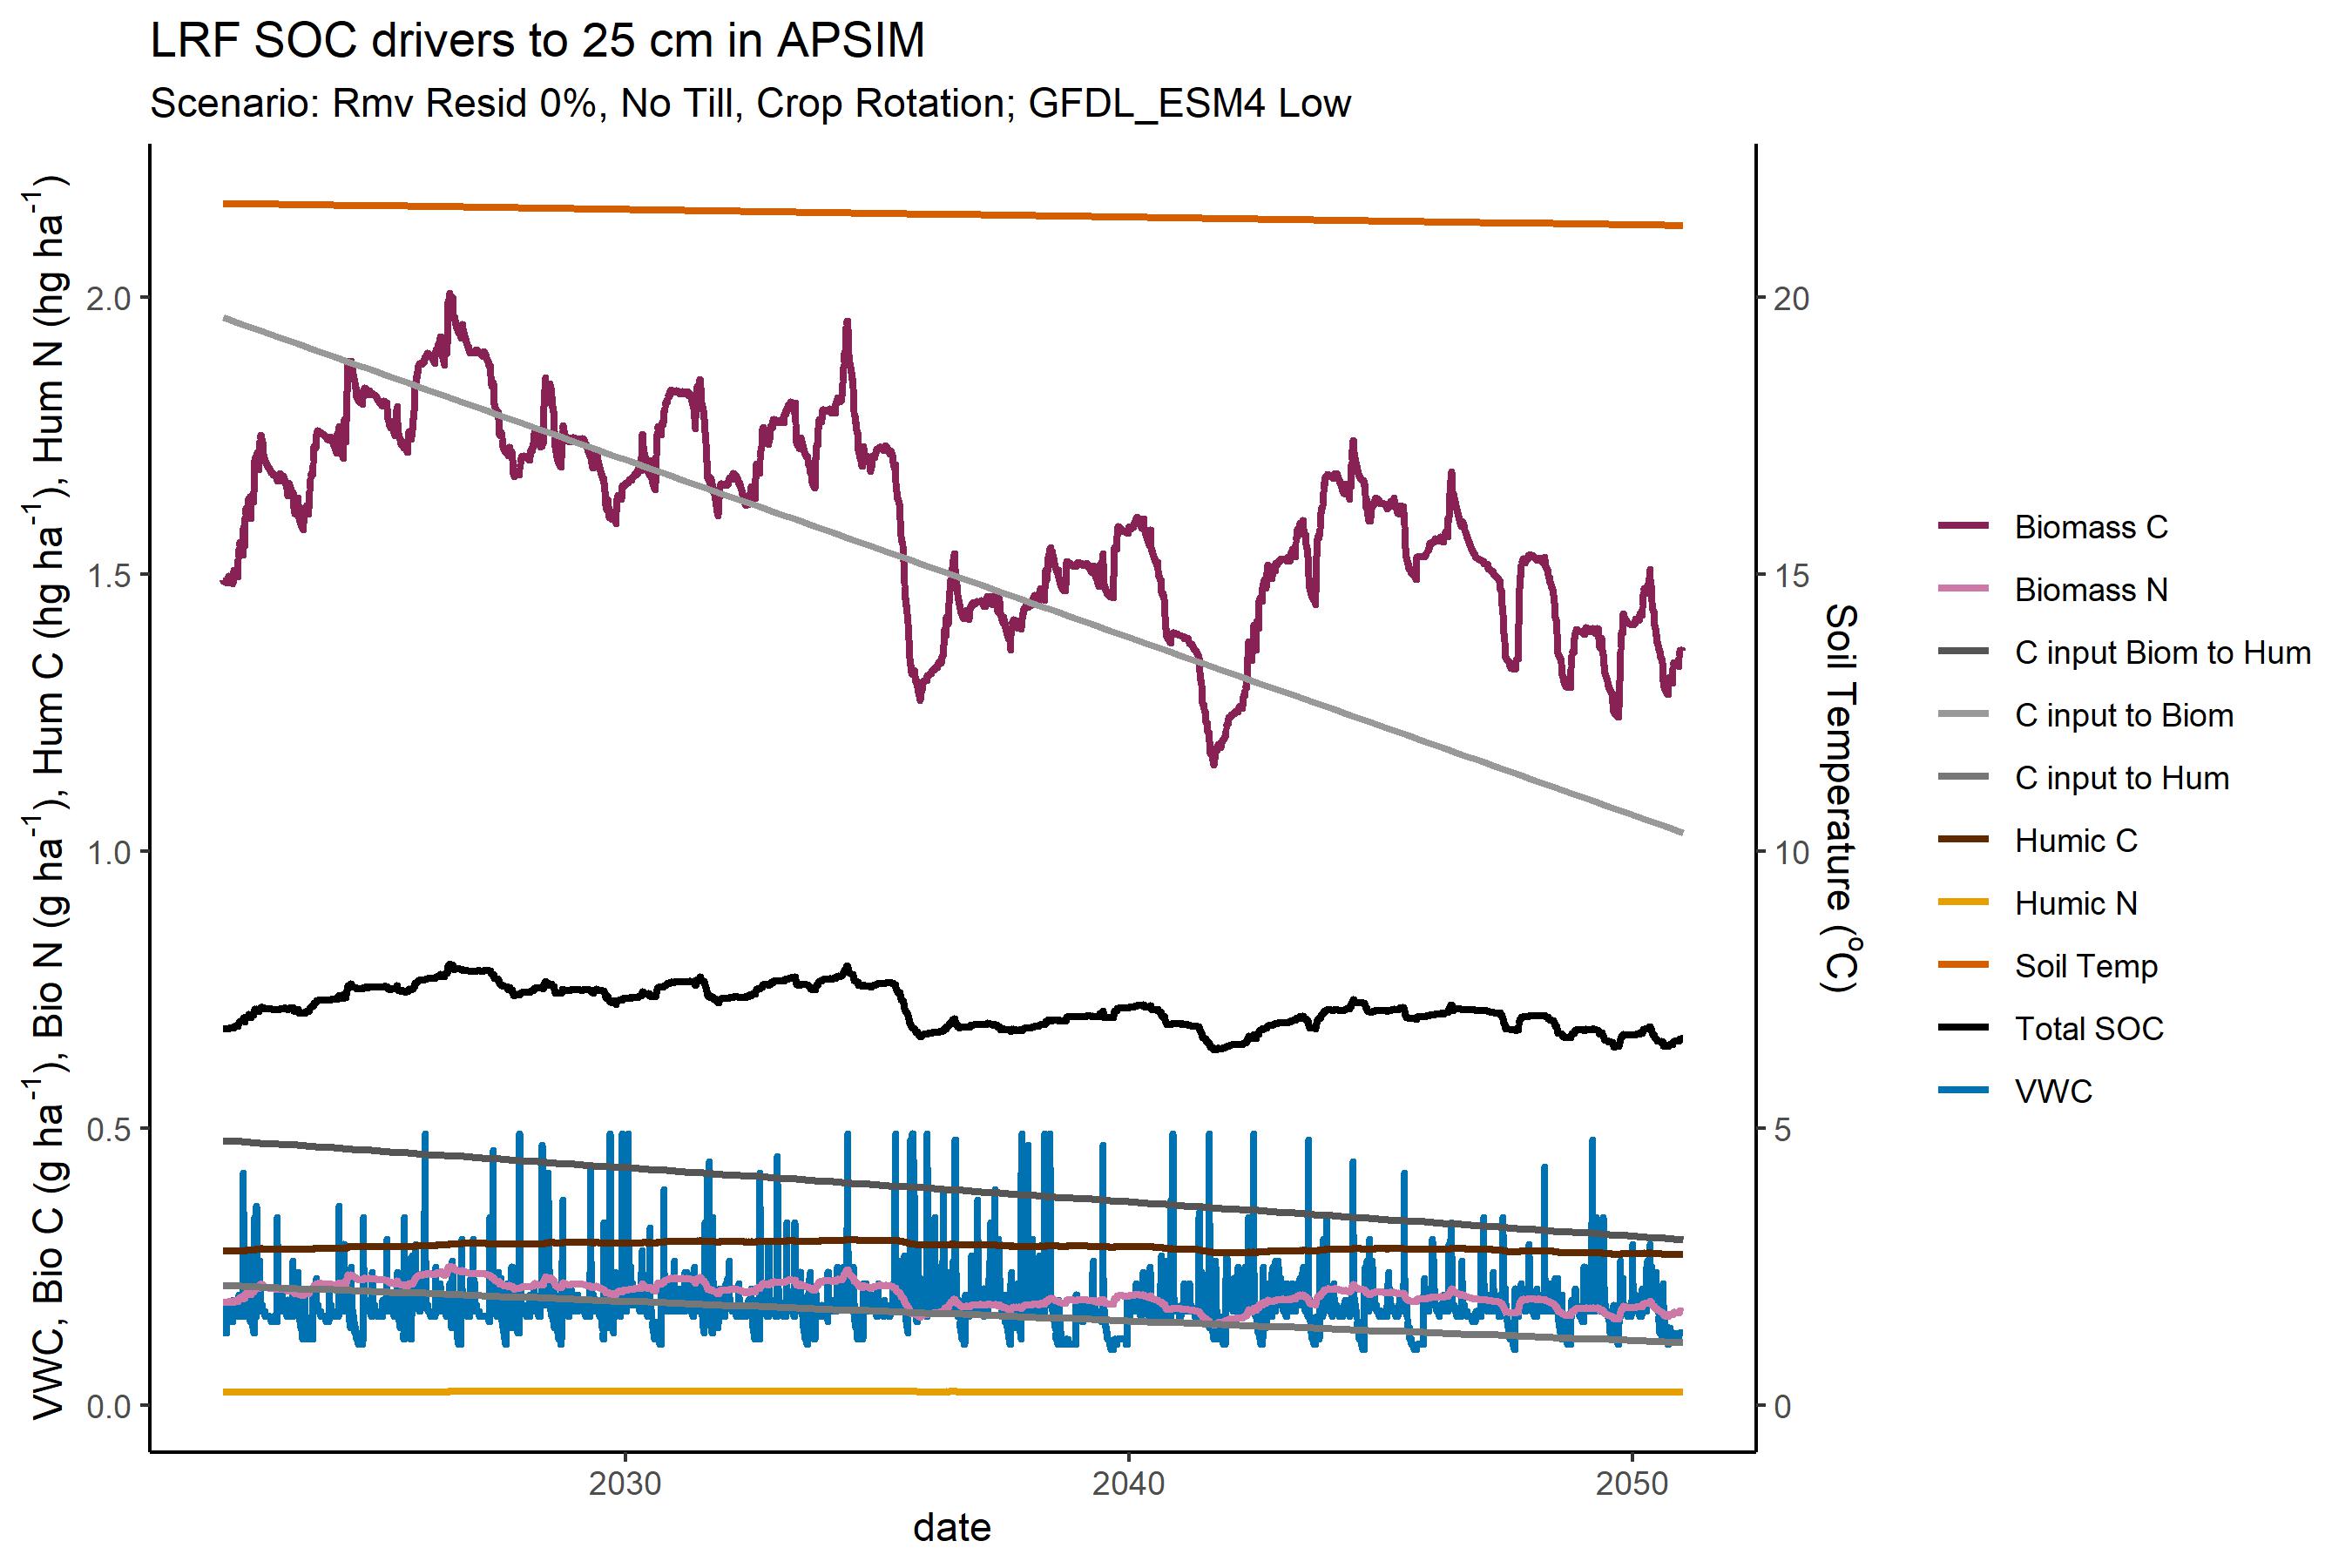 LRF SOC drivers to 25 cm in APSIM
Scenario: Rmv Resid 0%, No Till, Crop Rotation; GFDL_ESM4 Low
VWC, Bio C (g ha⁻¹), Bio N (g ha⁻¹), Hum C (hg ha⁻¹), Hum N (hg ha⁻¹)
2.0
1.5
1.0
0.5
0.0
20
15
10
5
0
Soil Temperature (°C)
2030
2040
2050
date
Biomass C
Biomass N
C input Biom to Hum
C input to Biom
C input to Hum
Humic C
Humic N
Soil Temp
Total SOC
VWC